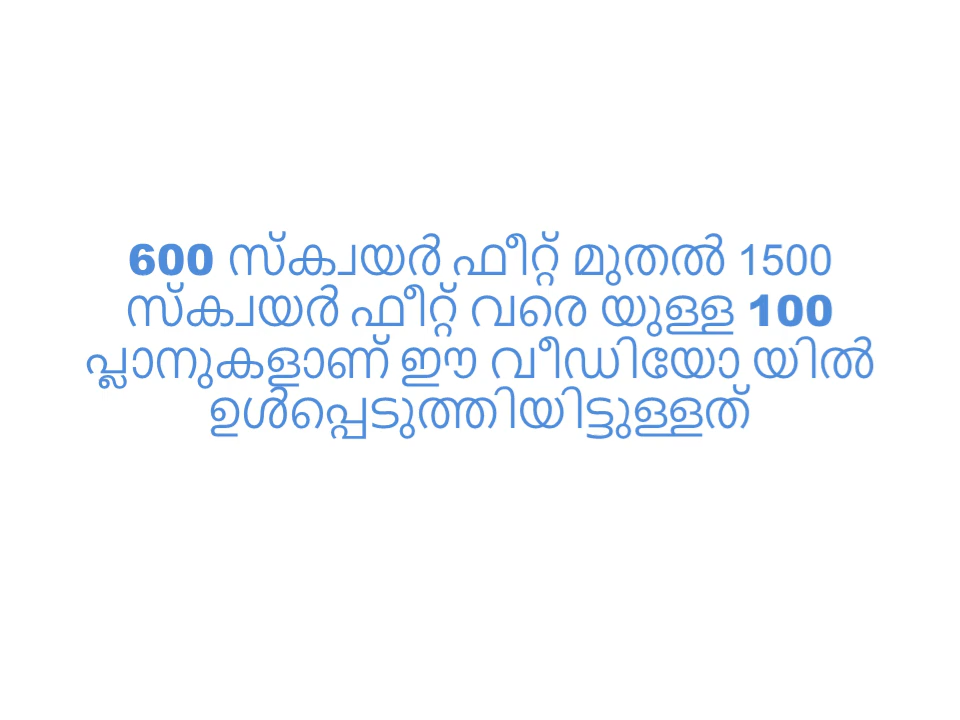 600 സ്ക്വയർ ഫീറ്റ് മുതൽ 1500
സ്ക്വയർ ഫീറ്റ് വരെ യുള്ള 100
പ്ലാനുകളാണ് ഈ വീഡിയോ യിൽ
ഉൾപ്പെടുത്തിയിട്ടുള്ളത്